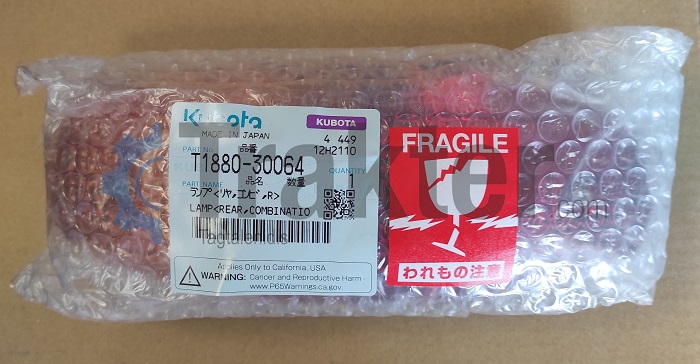 Kubota
KUBOTA
MADE IN JAPAN
4 449
PART NO. 品番
12H2110
T1880-30064
QUANTITY
PART NAME 品名 数量
1
ランプ<リヤ,コンビ,R>
LAMP<REAR,COMBINATIO
Applies Only to California, USA
WARNING: Cancer and Reproductive Harm -
www.P65Warnings.ca.gov.
FRAGILE
われもの注意
Trakter
.com